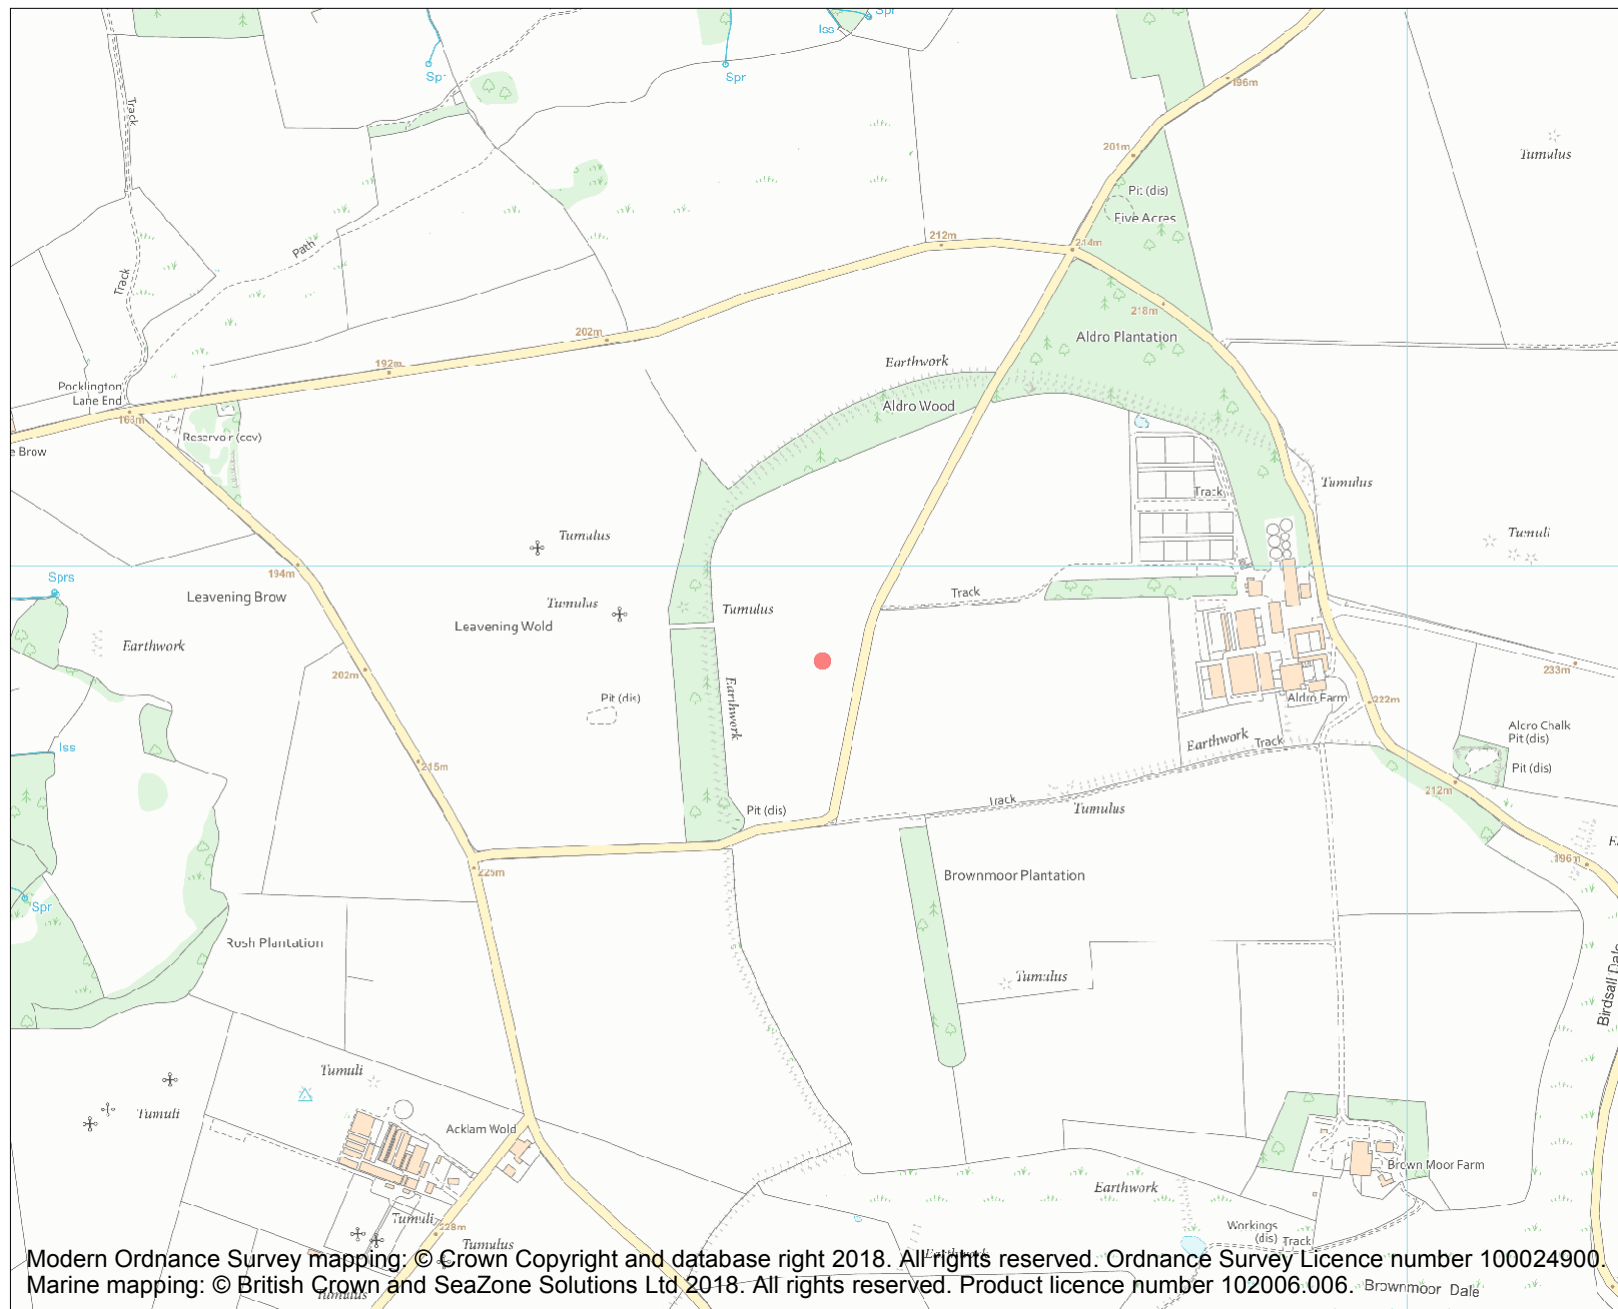 Spr
Spr
Iss
Spr
Track
196m
201m
Tumulus
Pit (dis)
Five Acres
Path
212m
214m
Track
218m
202m
Aldro Plantation
192m
Earthwork
Pocklington
Lane End
Aldro Wood
163m
Reservoir (cov)
e Brow
Tumulus
Track
Tumulus
Tumuli
194m
Sprs
Leavening Brow
Tumulus
Tumulus
Track
Leavening Wold
Earthwork
202m
233m
Pit (dis)
Earthwork
Aldro Farm
222m
Iss
Earthwork
Track
Pit (dis)
215m
212m
Pit (dis)
Track
Tumulus
196m
225m
Brownmoor Plantation
Spr
Rush Plantation
Tumulus
Birdsall Dale
Tumuli
Tumuli
Acklam Wold
Brown Moor Farm
Earthwork
Tumuli
228m
Workings
(dis)
Track
Tumulus
Earthwork
Modern Ordnance Survey mapping: © Crown Copyright and database right 2018. All rights reserved. Ordnance Survey Licence number 100024900.
Marine mapping: © British Crown and SeaZone Solutions Ltd 2018. All rights reserved. Product licence number 102006.006.
Brownmoor Dale
Tumulus